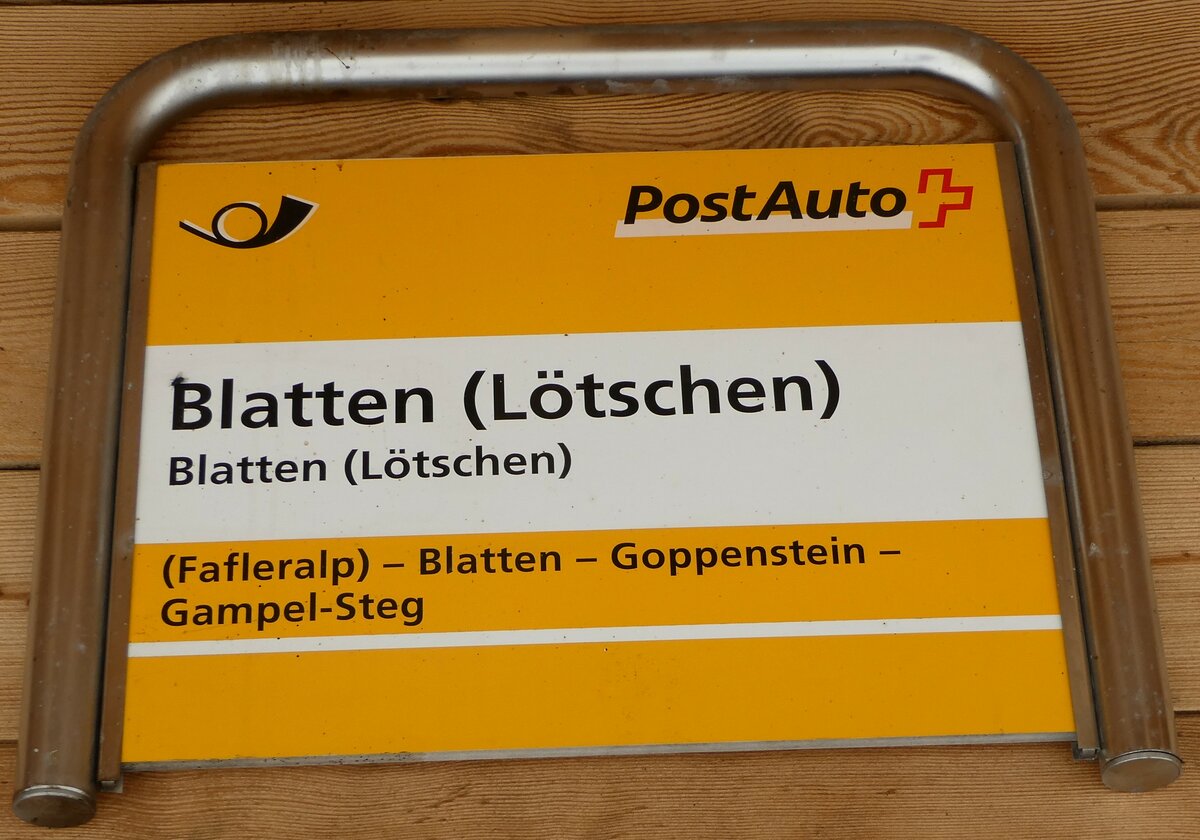 PostAuto
Blatten (Lötschen)
Blatten (Lötschen)
(Fafleralp) – Blatten – Goppenstein –
Gampel-Steg